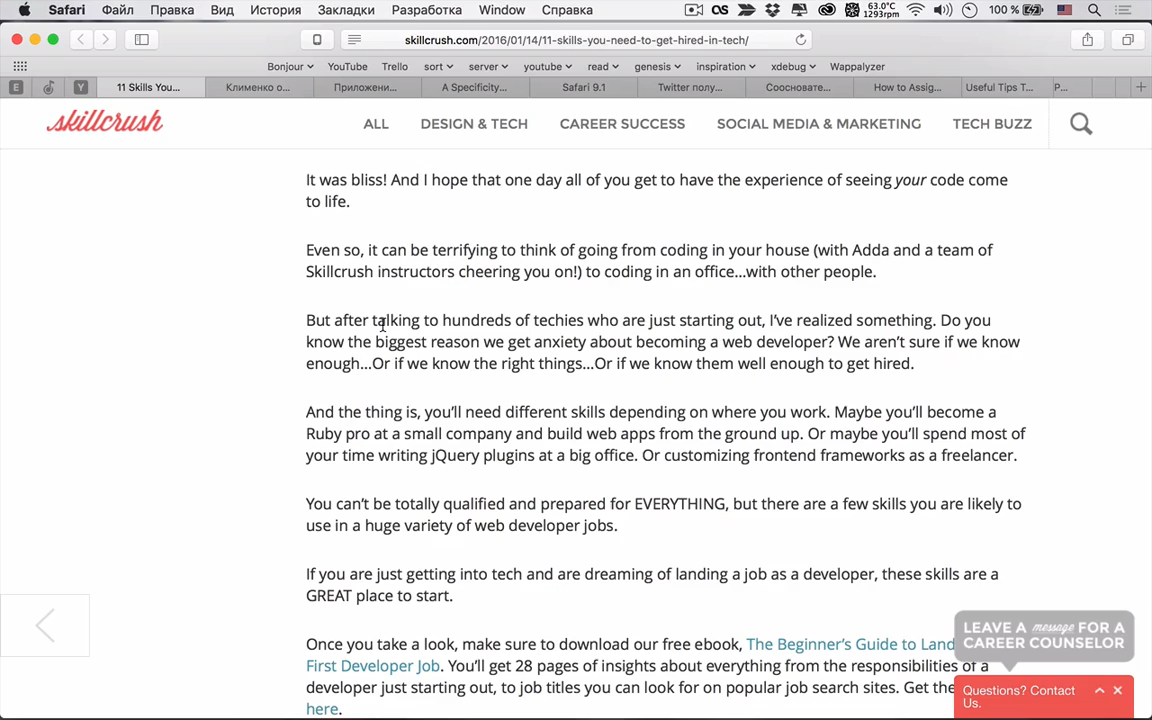 Safari Файл Правка Вид История Закладки Разработка Window Справка
63.0°C
1293rpm
100 %
skillcrush.com/2016/01/14/11-skills-you-need-to-get-hired-in-tech/
Bonjour YouTube Trello sort server youtube read genesis inspiration xdebug Wappalyzer
E Y 11 Skills You... Клименко о... Приложени... A Specificity... Safari 9.1 Twitter полу... Соосновате... How to Assig... Useful Tips T... P...
skillcrush ALL DESIGN & TECH CAREER SUCCESS SOCIAL MEDIA & MARKETING TECH BUZZ
It was bliss! And I hope that one day all of you get to have the experience of seeing your code come
to life.
Even so, it can be terrifying to think of going from coding in your house (with Adda and a team of
Skillcrush instructors cheering you on!) to coding in an office...with other people.
But after talking to hundreds of techies who are just starting out, I've realized something. Do you
know the biggest reason we get anxiety about becoming a web developer? We aren't sure if we know
enough...Or if we know the right things...Or if we know them well enough to get hired.
And the thing is, you'll need different skills depending on where you work. Maybe you'll become a
Ruby pro at a small company and build web apps from the ground up. Or maybe you'll spend most of
your time writing jQuery plugins at a big office. Or customizing frontend frameworks as a freelancer.
You can't be totally qualified and prepared for EVERYTHING, but there are a few skills you are likely to
use in a huge variety of web developer jobs.
If you are just getting into tech and are dreaming of landing a job as a developer, these skills are a
GREAT place to start.
Once you take a look, make sure to download our free ebook, The Beginner's Guide to Land
First Developer Job. You'll get 28 pages of insights about everything from the responsibilities of a
developer just starting out, to job titles you can look for on popular job search sites. Get the
here.
LEAVE A message FOR A
CAREER COUNSELOR
Questions? Contact
Us.